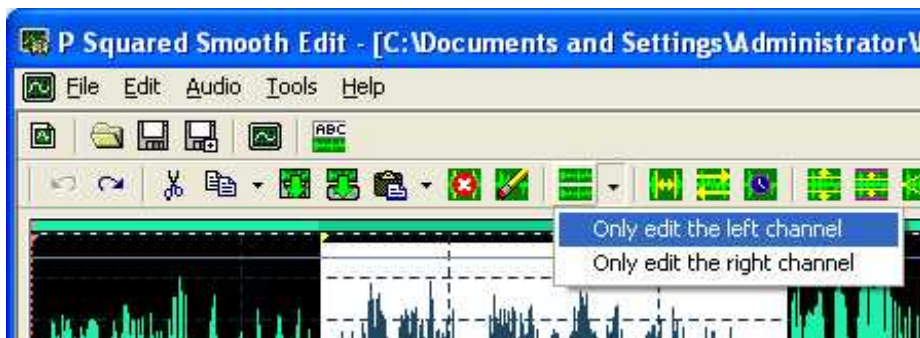 P Squared Smooth Edit - [C:\Documents and Settings\Administrator\
File Edit Audio Tools Help
ABC
Only edit the left channel
Only edit the right channel